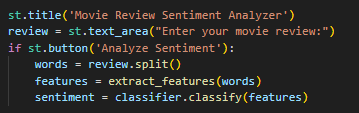 st.title('Movie Review Sentiment Analyzer')
review = st.text_area("Enter your movie review:")
if st.button('Analyze Sentiment'):
    words = review.split()
    features = extract_features(words)
    sentiment = classifier.classify(features)